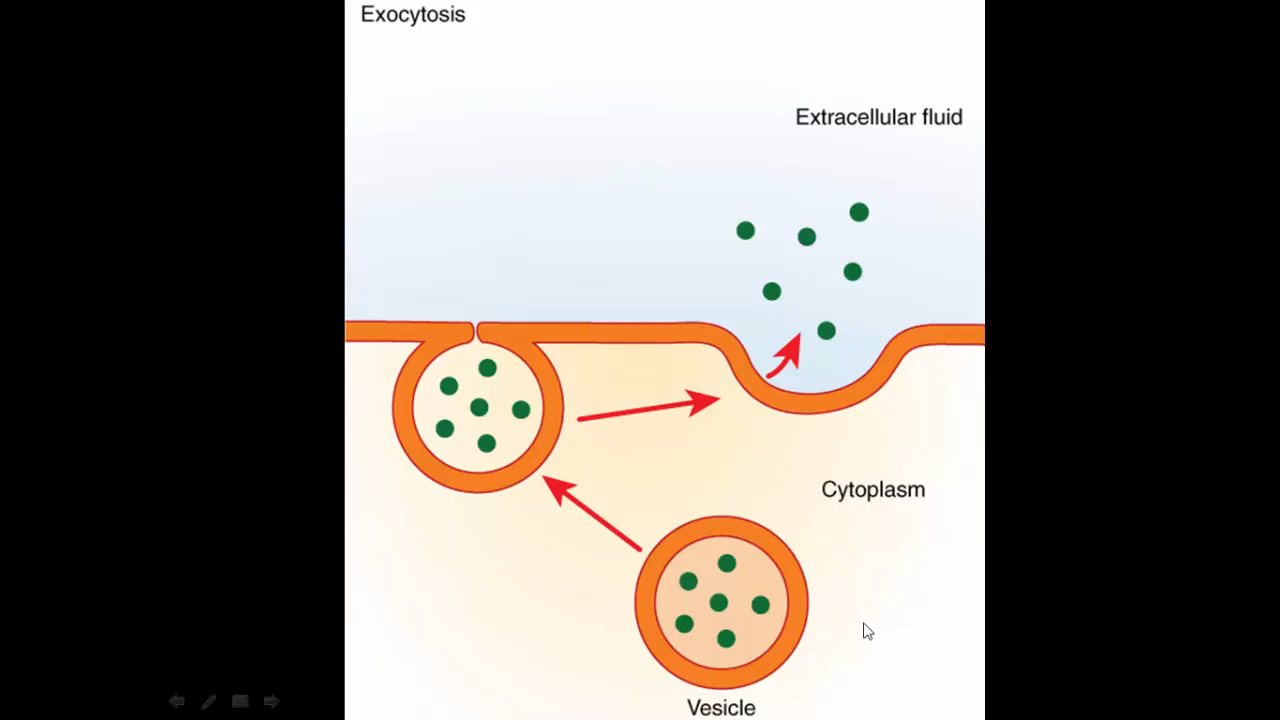 Exocytosis
Extracellular fluid
Cytoplasm
Vesicle